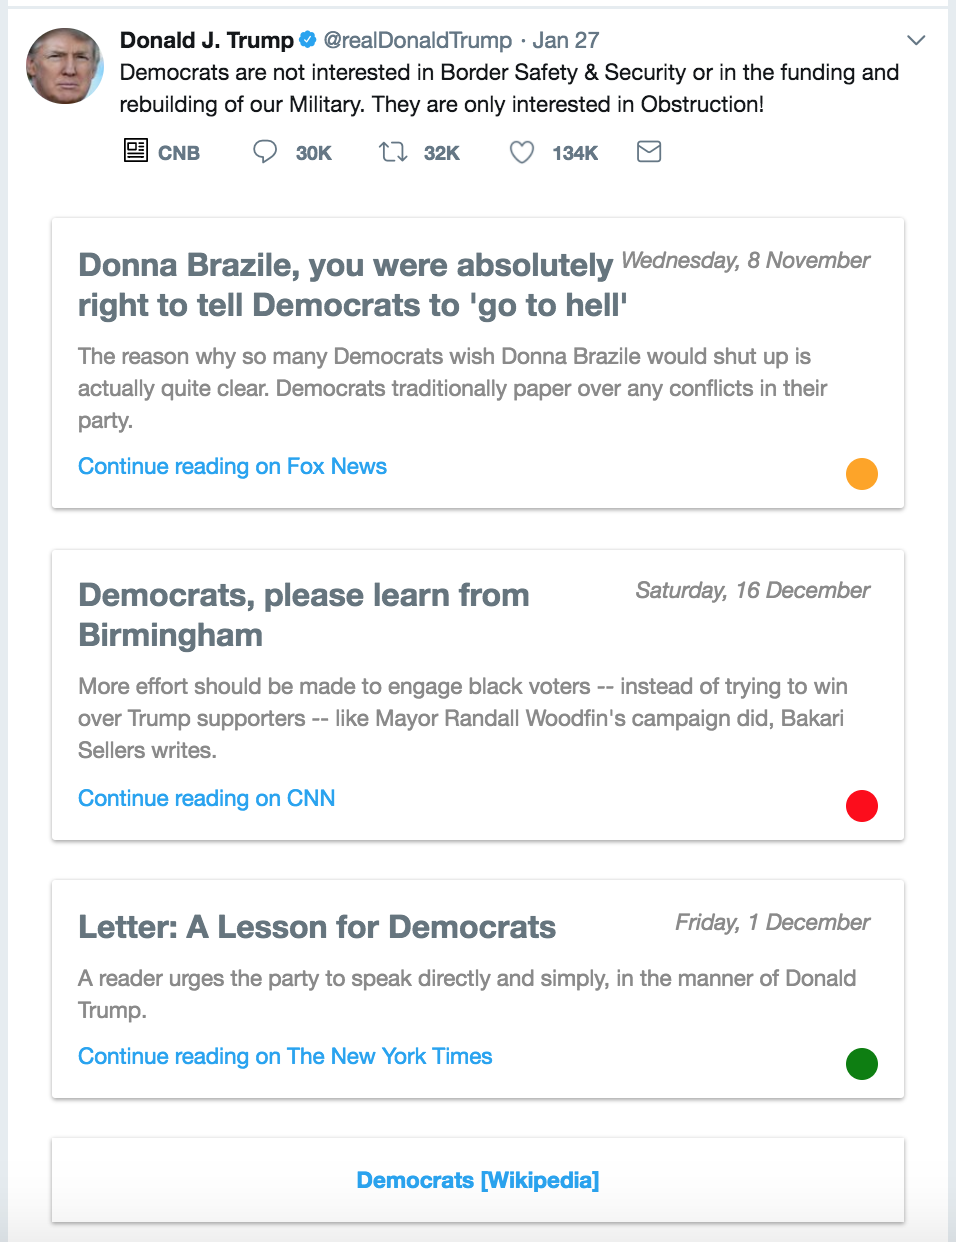 Donald J. Trump @realDonaldTrump · Jan 27
Democrats are not interested in Border Safety & Security or in the funding and
rebuilding of our Military. They are only interested in Obstruction!
CNB 30K 32K 134K
Donna Brazile, you were absolutely Wednesday, 8 November
right to tell Democrats to 'go to hell'
The reason why so many Democrats wish Donna Brazile would shut up is
actually quite clear. Democrats traditionally paper over any conflicts in their
party.
Continue reading on Fox News
Democrats, please learn from Saturday, 16 December
Birmingham
More effort should be made to engage black voters -- instead of trying to win
over Trump supporters -- like Mayor Randall Woodfin's campaign did, Bakari
Sellers writes.
Continue reading on CNN
Letter: A Lesson for Democrats Friday, 1 December
A reader urges the party to speak directly and simply, in the manner of Donald
Trump.
Continue reading on The New York Times
Democrats [Wikipedia]